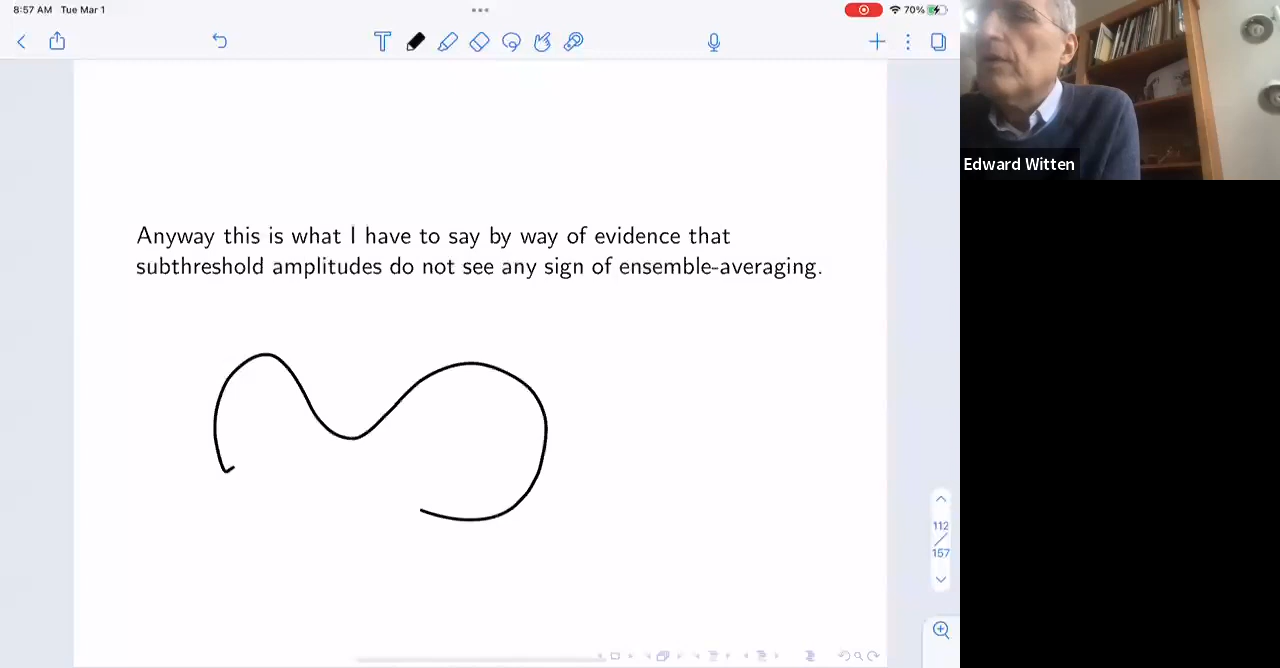 8:57 AM Tue Mar 1
70%
Anyway this is what I have to say by way of evidence that
subthreshold amplitudes do not see any sign of ensemble-averaging.
Edward Witten
112
157